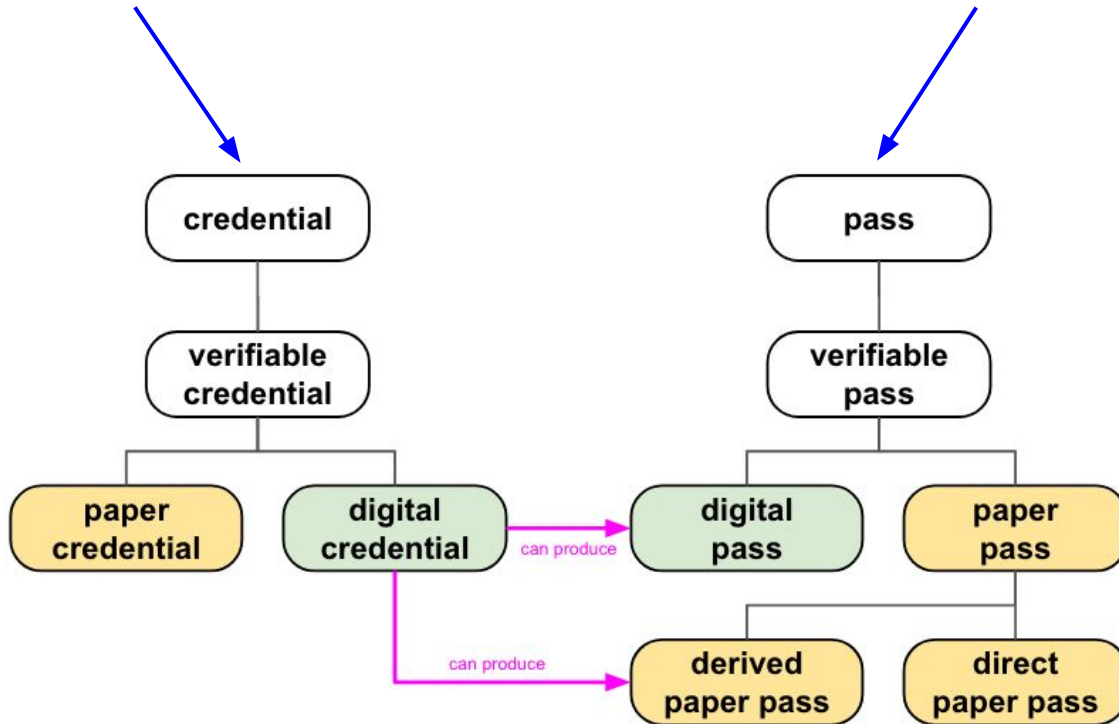 credential
pass
verifiable
credential
verifiable
pass
paper
credential
digital
credential
can produce
digital
pass
paper
pass
can produce
derived
paper pass
direct
paper pass